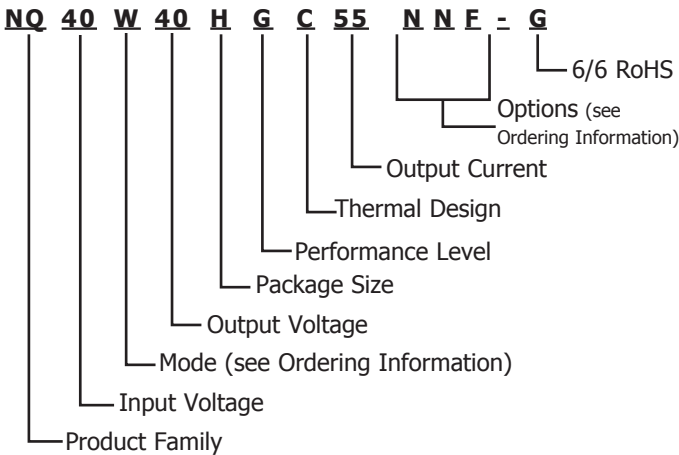 NQ 40 W 40 H G C 55 N N F - G
6/6 RoHS
Options (see
Ordering Information)
Output Current
Thermal Design
Performance Level
Package Size
Output Voltage
Mode (see Ordering Information)
Input Voltage
Product Family